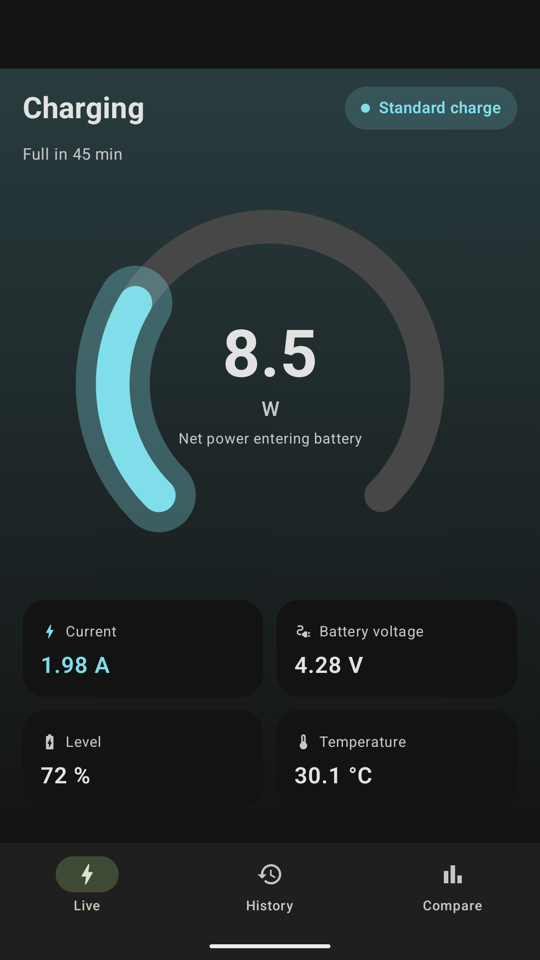 Charging
Standard charge
Full in 45 min
8.5
W
Net power entering battery
Current
1.98 A
Battery voltage
4.28 V
Level
72 %
Temperature
30.1 °C
Live
History
Compare